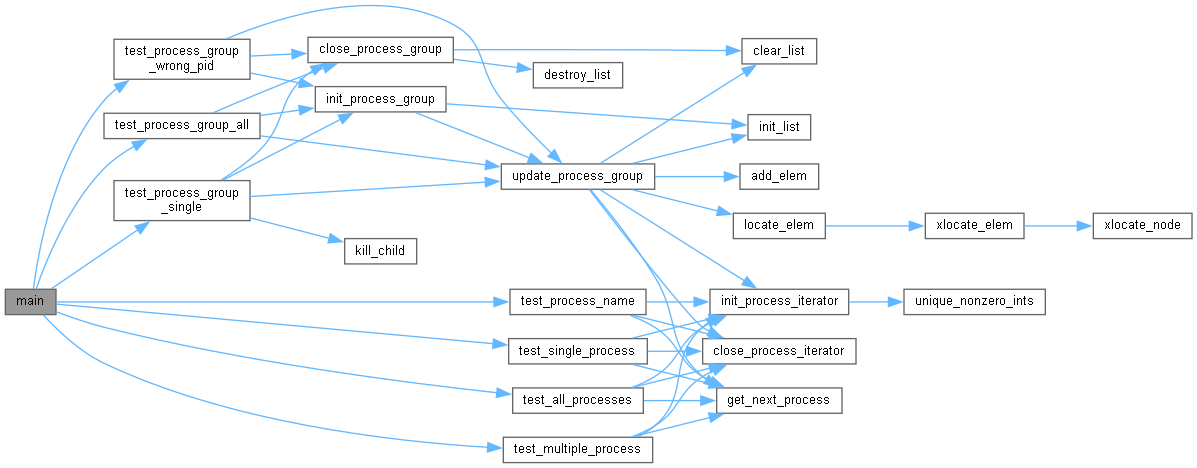 main
test_process_group
_wrong_pid
test_process_group_all
test_process_group
_single
close_process_group
init_process_group
kill_child
update_process_group
test_process_name
test_single_process
test_all_processes
test_multiple_process
clear_list
destroy_list
init_list
add_elem
locate_elem
xlocate_elem
xlocate_node
init_process_iterator
unique_nonzero_ints
close_process_iterator
get_next_process